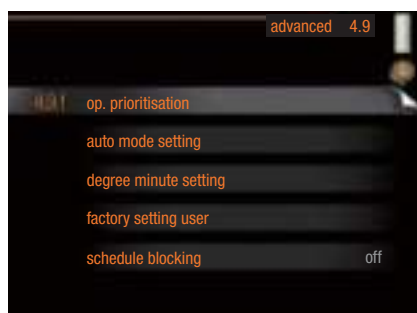 advanced 4.9
op. prioritisation
auto mode setting
degree minute setting
factory setting user
schedule blocking off